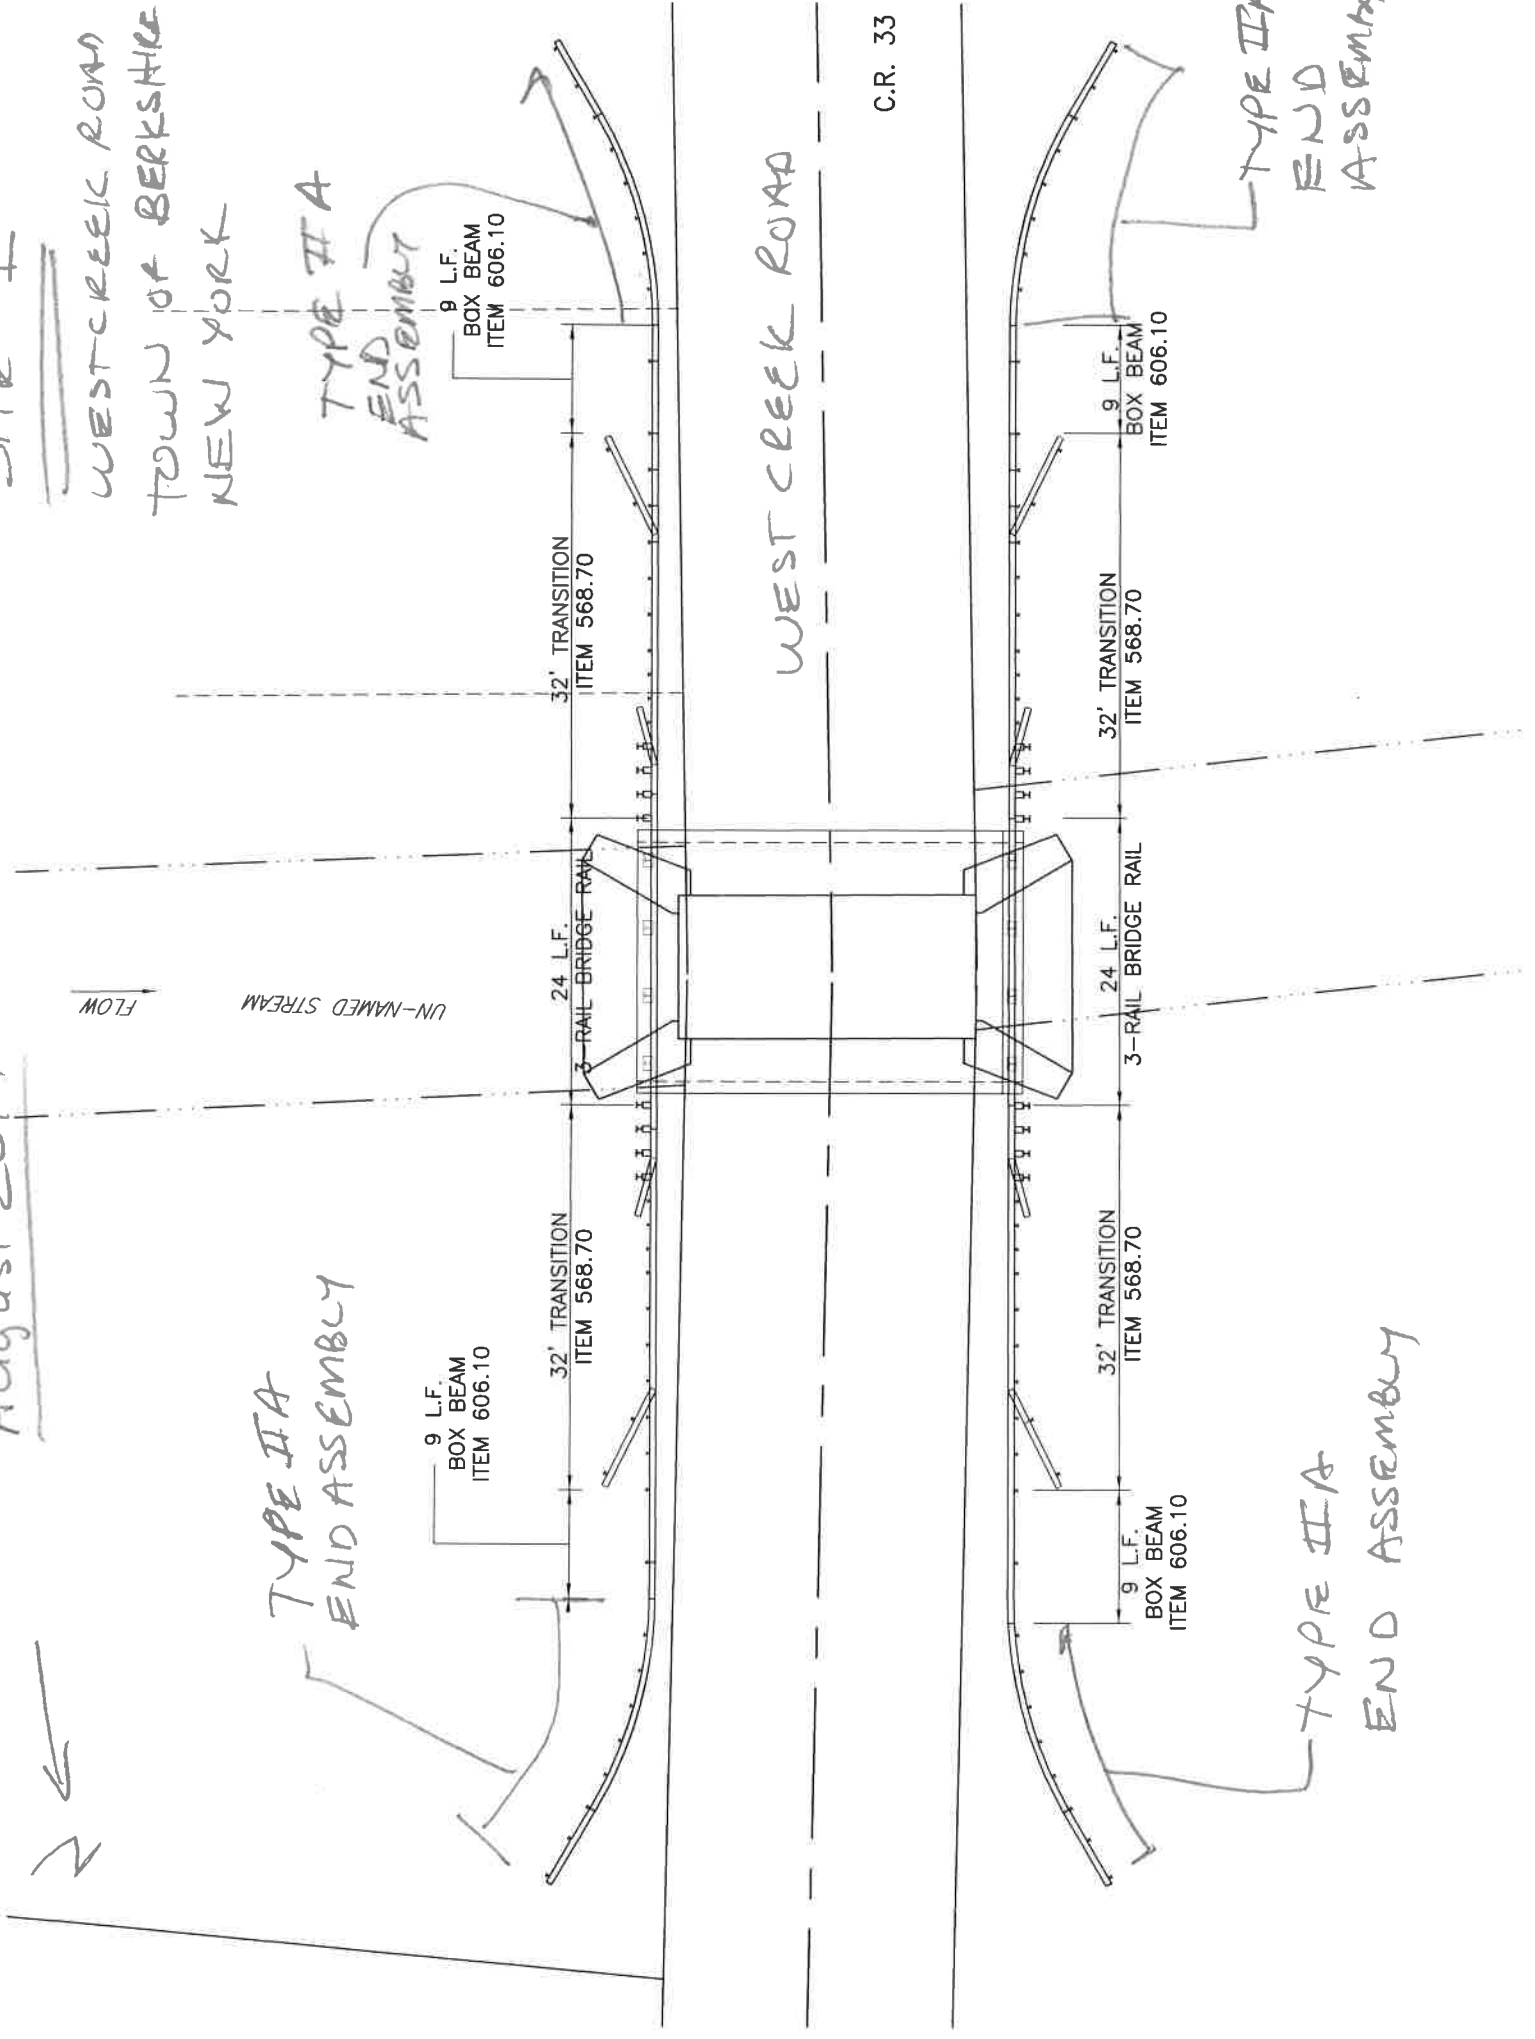 WEST CREEK ROAD
TOWN OF BERKSHIRE
NEW YORK
N
FLOW
UN-NAMED STREAM
TYPE IIA
END ASSEMBLY
9 L.F.
BOX BEAM
ITEM 606.10
32' TRANSITION
ITEM 568.70
24 L.F.
3-RAIL BRIDGE RAIL
32' TRANSITION
ITEM 568.70
TYPE II A
END
ASSEMBLY
9 L.F.
BOX BEAM
ITEM 606.10
WEST CREEK ROAD
C.R. 33
9 L.F.
BOX BEAM
ITEM 606.10
32' TRANSITION
ITEM 568.70
24 L.F.
3-RAIL BRIDGE RAIL
32' TRANSITION
ITEM 568.70
9 L.F.
BOX BEAM
ITEM 606.10
TYPE IIA
END ASSEMBLY
TYPE IIA
END